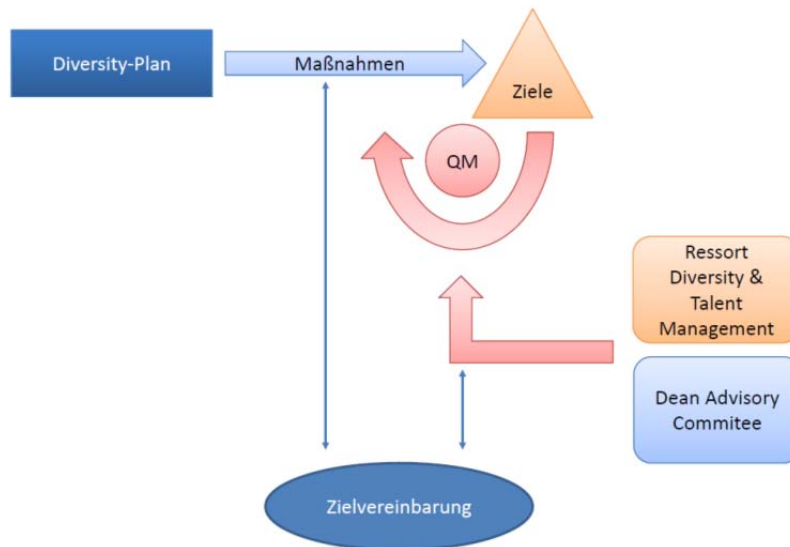 Diversity-Plan
Maßnahmen
Ziele
QM
Ressort
Diversity &
Talent
Management
Dean Advisory
Commitee
Zielvereinbarung